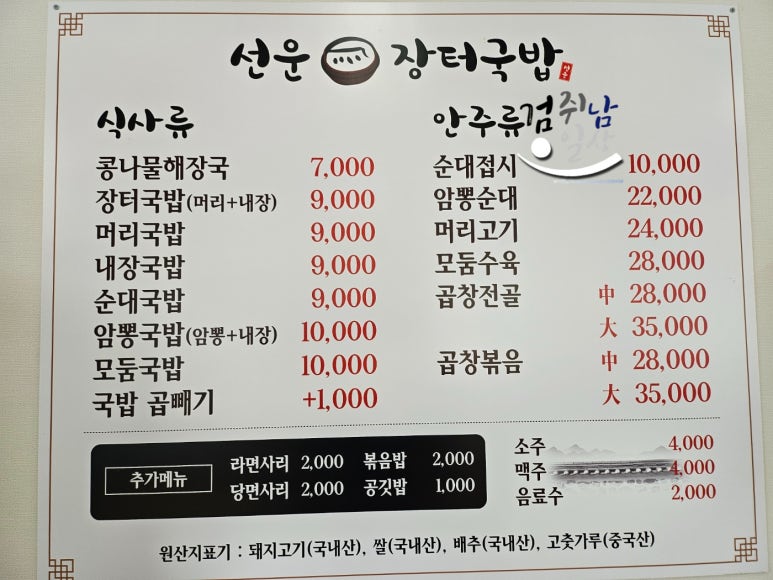 선운 장터국밥
식사류
콩나물해장국 7,000
장터국밥(머리+내장) 9,000
머리국밥 9,000
내장국밥 9,000
순대국밥 9,000
암뽕국밥(암뽕+내장) 10,000
모둠국밥 10,000
국밥 곱빼기 +1,000
안주류
검쥐남
일상
순대접시 10,000
암뽕순대 22,000
머리고기 24,000
모둠수육 28,000
곱창전골 中 28,000
大 35,000
곱창볶음 中 28,000
大 35,000
추가메뉴
라면사리 2,000 볶음밥 2,000
당면사리 2,000 공깃밥 1,000
소주 4,000
맥주 4,000
음료수 2,000
원산지표기 : 돼지고기(국내산), 쌀(국내산), 배추(국내산), 고춧가루(중국산)